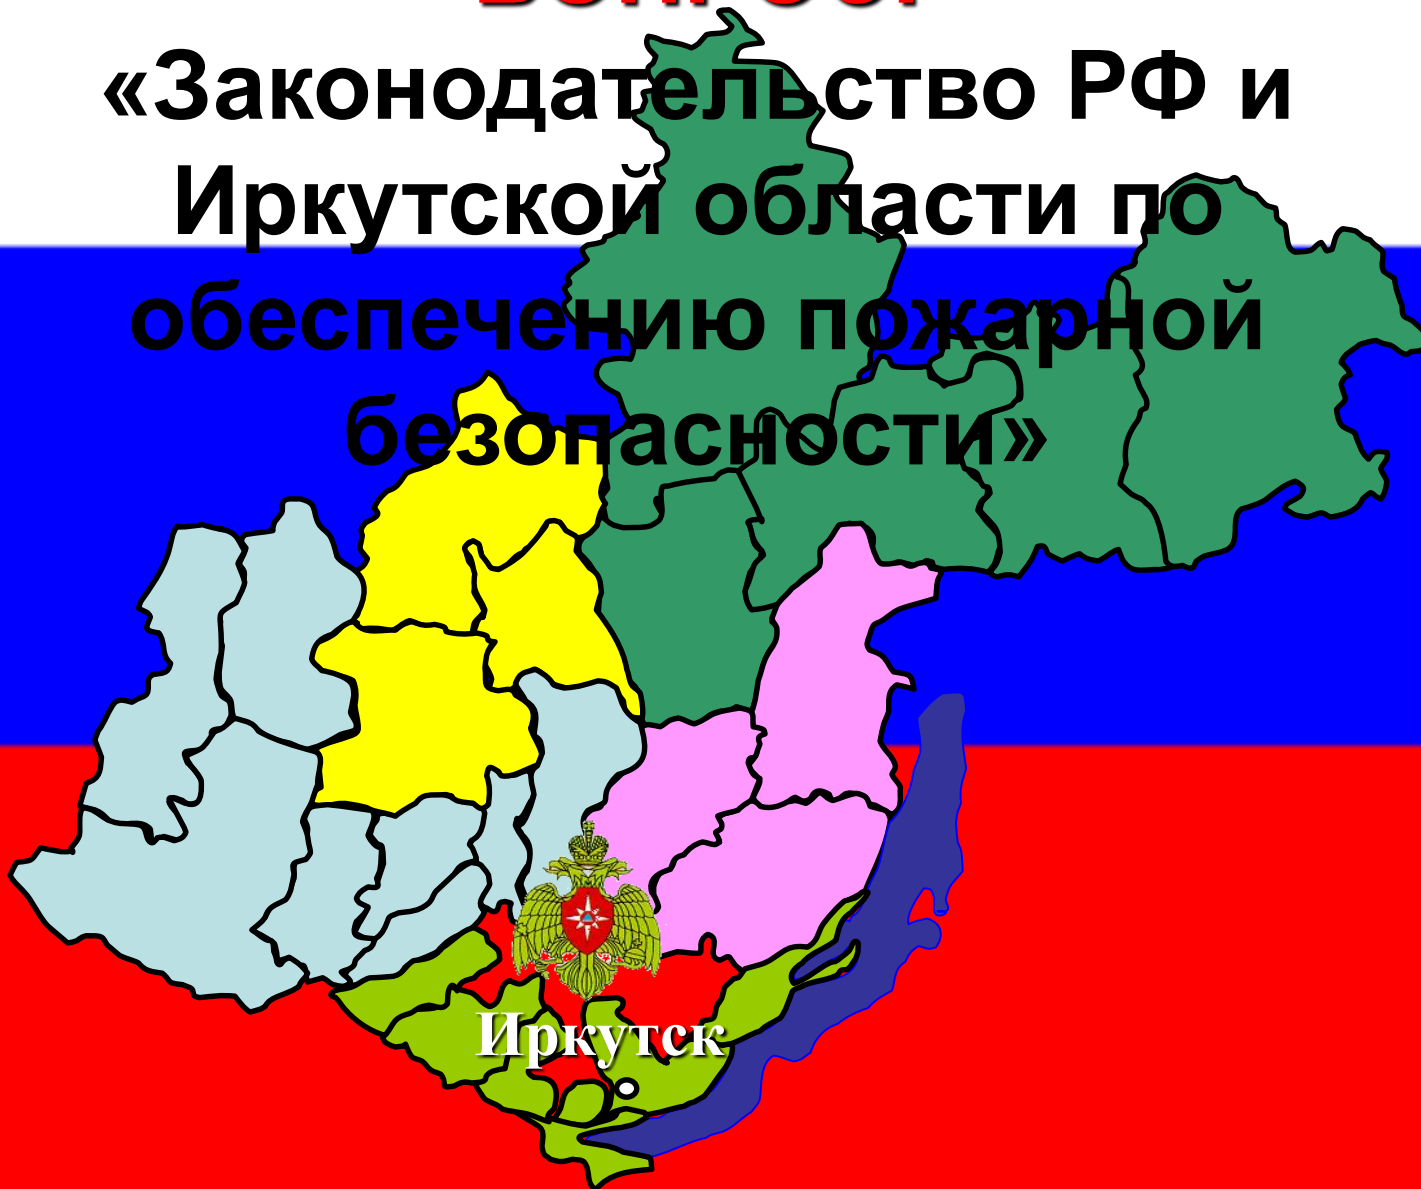 «Законодательство РФ и
Иркутской области по
обеспечению пожарной
безопасности»
Иркутск